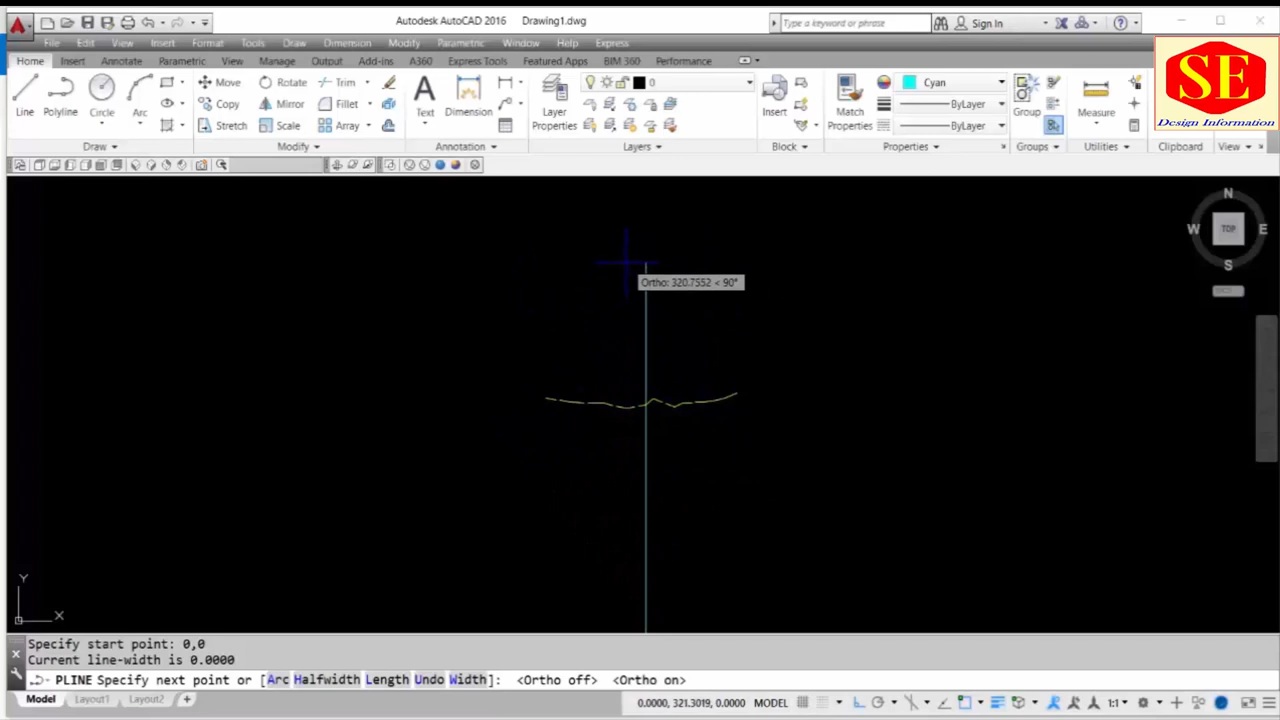 Autodesk AutoCAD 2016 Drawing1.dwg Type a keyword or phrase Sign In
File Edit View Insert Format Tools Draw Dimension Modify Parametric Window Help Express
Home Insert Annotate Parametric View Manage Output Add-ins A360 Express Tools Featured Apps BIM 360 Performance
SE
Design Information
Move Rotate Trim 0 Cyan
Line Polyline Circle Arc Copy Mirror Fillet Text Dimension Layer Properties Insert Match Properties ByLayer Group Measure
Stretch Scale Array ByLayer
Draw Modify Annotation Layers Block Properties Groups Utilities Clipboard View
N
W TOP E
S
Ortho: 320.7552 < 90°
Y
X
Specify start point: 0,0
Current line-width is 0.0000
PLINE Specify next point or [Arc Halfwidth Length Undo Width]: <Ortho off> <Ortho on>
Model Layout1 Layout2 + 0.0000, 321.3019, 0.0000 MODEL 1:1